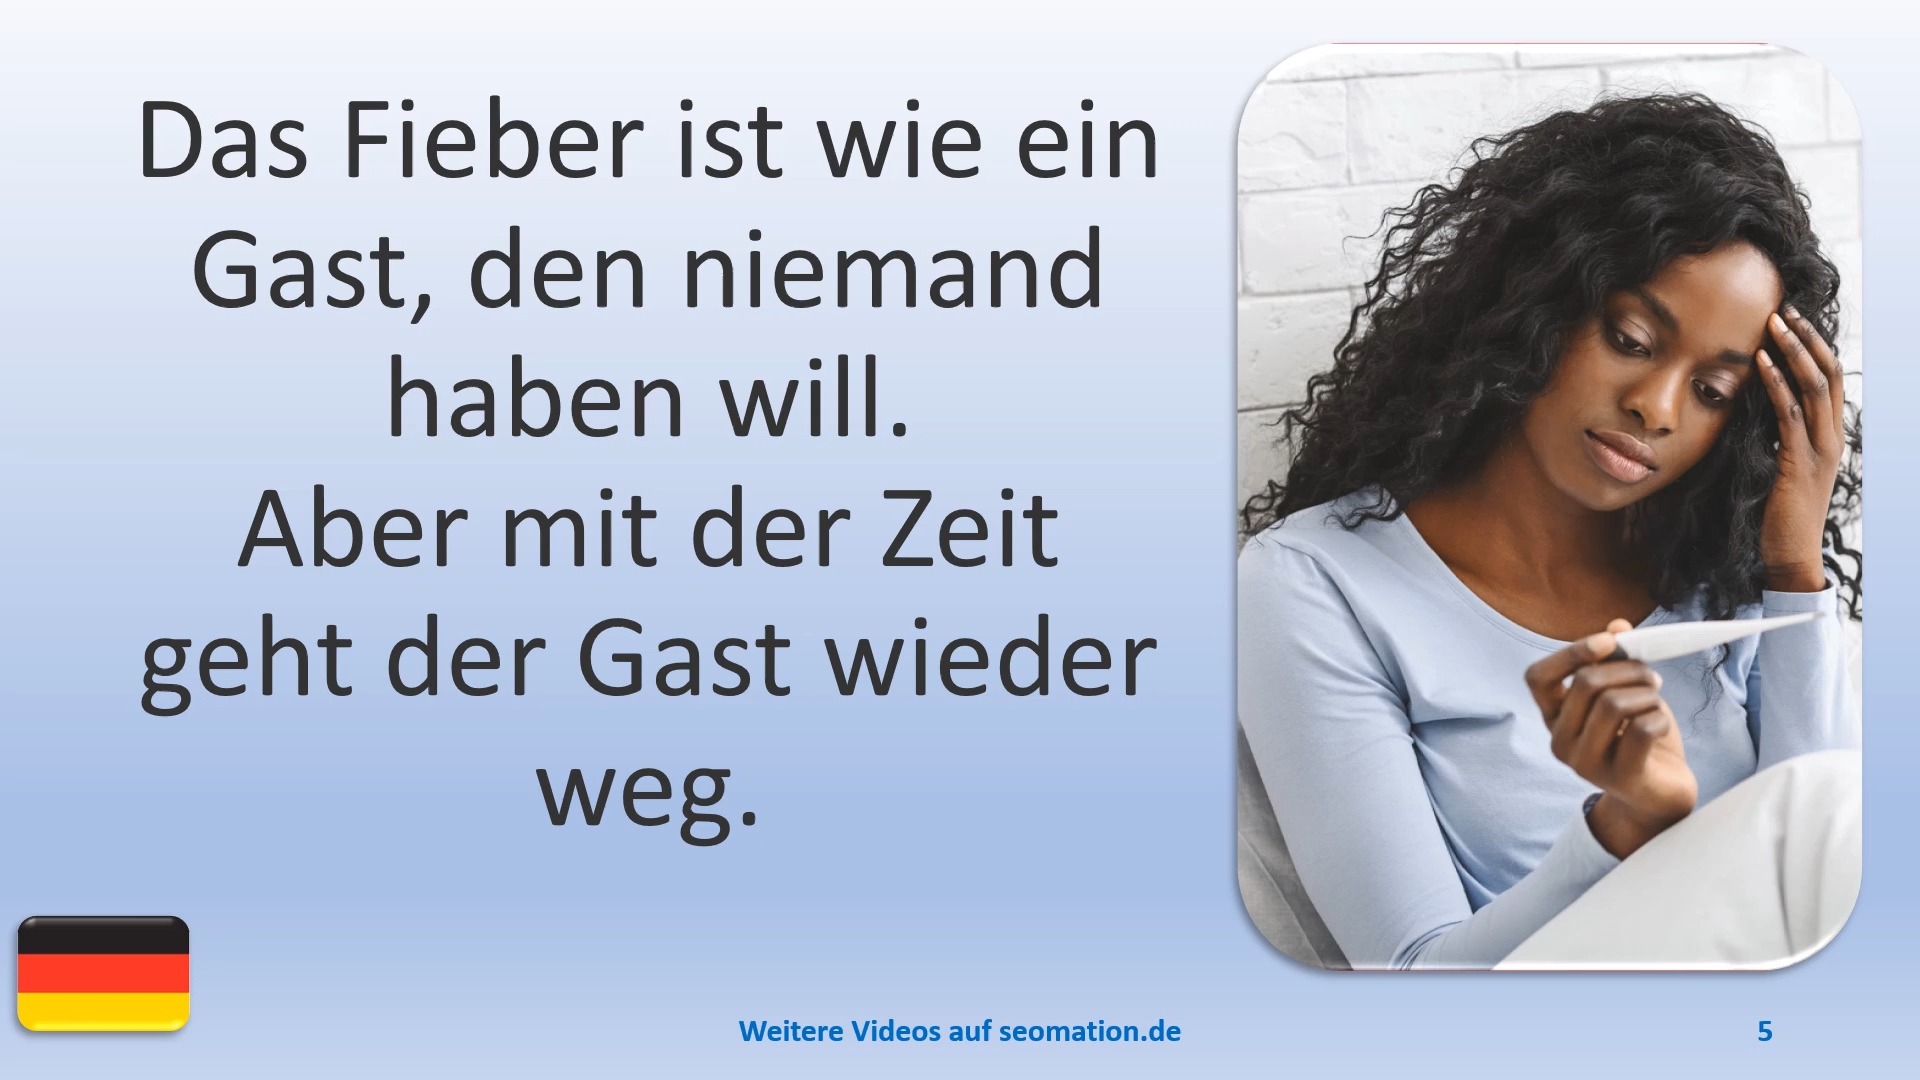 Das Fieber ist wie ein
Gast, den niemand
haben will.
Aber mit der Zeit
geht der Gast wieder
weg.
Weitere Videos auf seomation.de
5